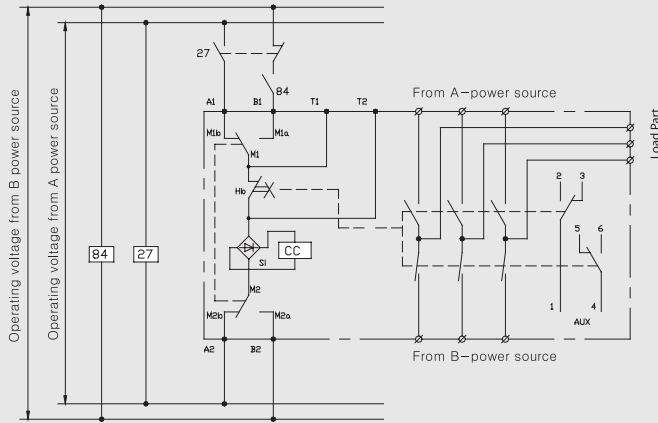 Operating voltage from B power source
Operating voltage from A power source
84
27
27
84
A1
B1
T1
T2
M1b
M1a
M1
Hb
CC
S1
M2
M2b
M2a
A2
B2
From A-power source
From B-power source
Load Part
2
3
5
6
1
4
AUX